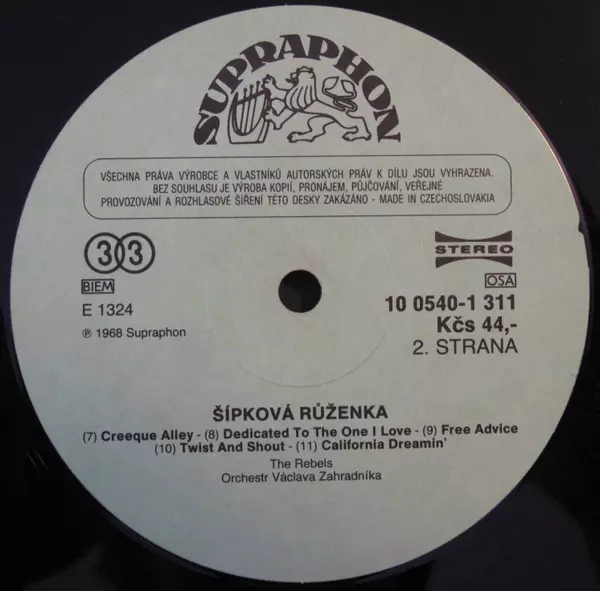 SUPRAPHON
VŠECHNA PRÁVA VÝROBCE A VLASTNÍKŮ AUTORSKÝCH PRÁV K DÍLU JSOU VYHRAZENA.
BEZ SOUHLASU JE VÝROBA KOPIÍ, PRONÁJEM, PŮJČOVÁNÍ, VEŘEJNÉ
PROVOZOVÁNÍ A ROZHLASOVÉ ŠÍŘENÍ TÉTO DESKY ZAKÁZÁNO - MADE IN CZECHOSLOVAKIA
33
STEREO
BIEM
OSA
E 1324
10 0540-1 311
Kčs 44,-
℗ 1968 Supraphon
2. STRANA
ŠÍPKOVÁ RŮŽENKA
(7) Creeque Alley - (8) Dedicated To The One I Love - (9) Free Advice
(10) Twist And Shout - (11) California Dreamin'
The Rebels
Orchestr Václava Zahradníka